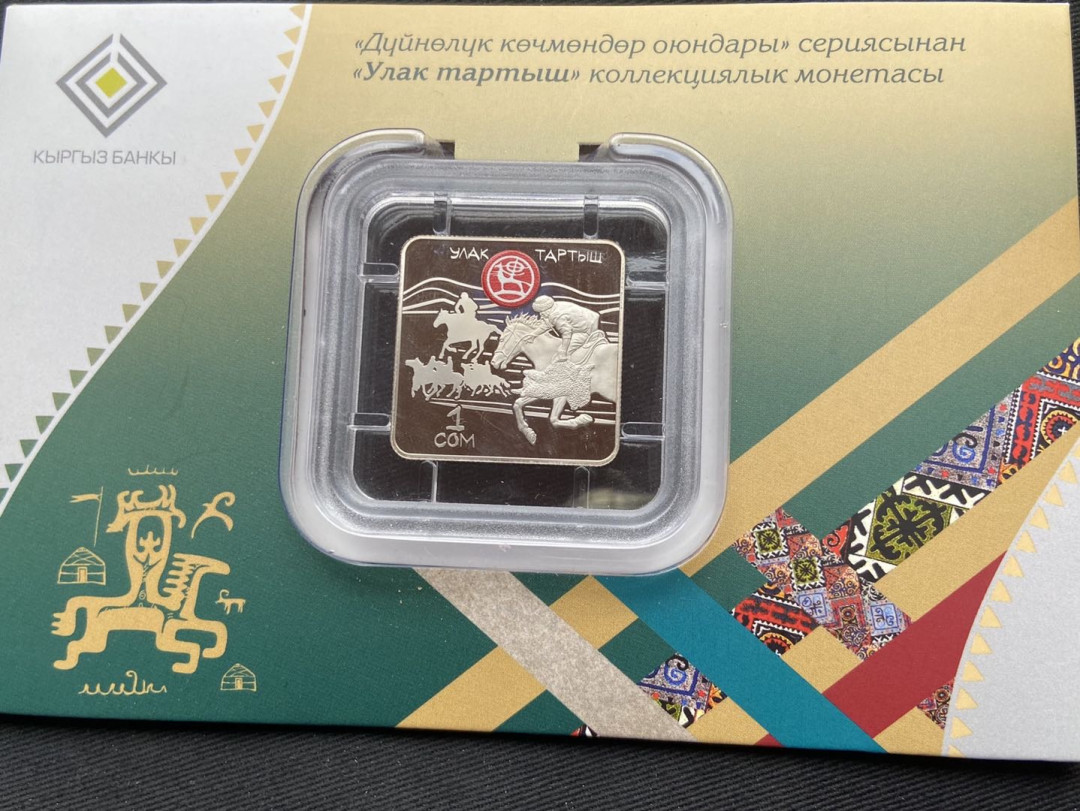 «Дүйнөлүк көчмөндөр оюндары» сериясынан
«Улак тартыш» коллекциялык монетасы
КЫРГЫЗ БАНКЫ
УЛАК ТАРТЫШ
1
СОМ